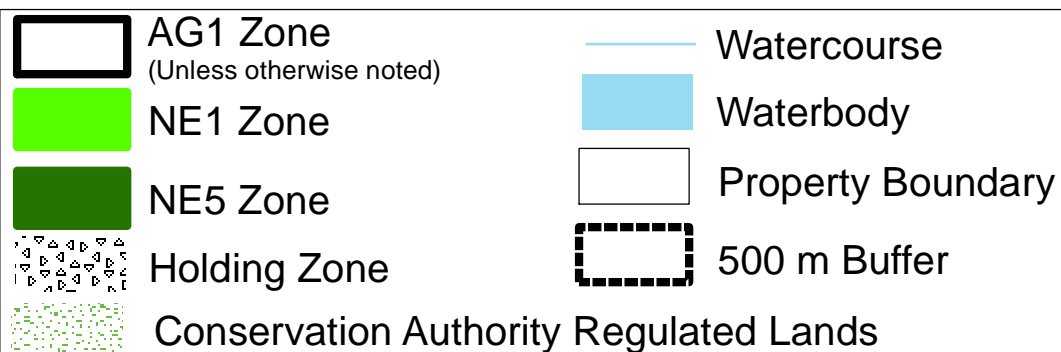 AG1 Zone
(Unless otherwise noted)
NE1 Zone
NE5 Zone
Holding Zone
Conservation Authority Regulated Lands
Watercourse
Waterbody
Property Boundary
500 m Buffer